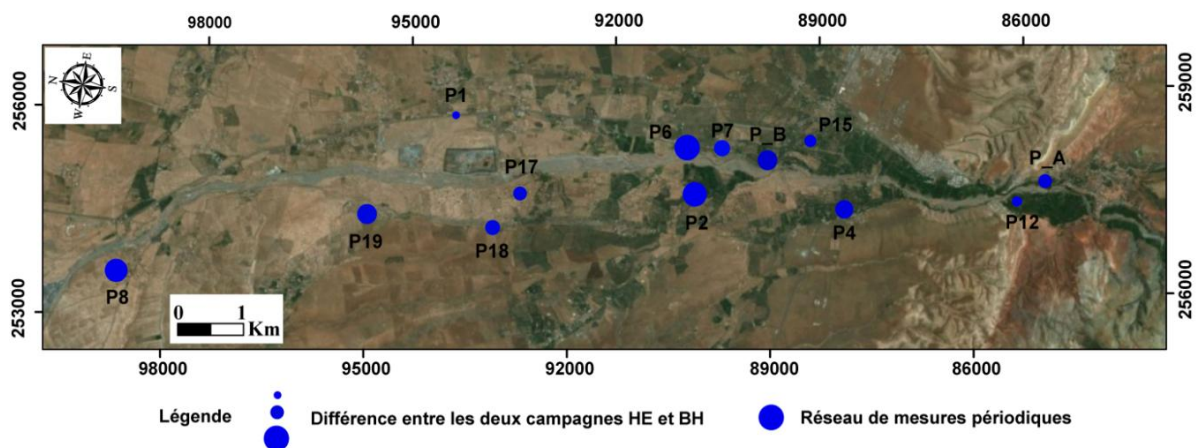 98000 95000 92000 89000 86000
256000
259000
N E S W
P1
P6 P7 P_B P15
P_A
P17
P2
P4
P12
P19
P18
P8
0 1
Km
253000
256000
98000 95000 92000 89000 86000
Légende Différence entre les deux campagnes HE et BH Réseau de mesures périodiques